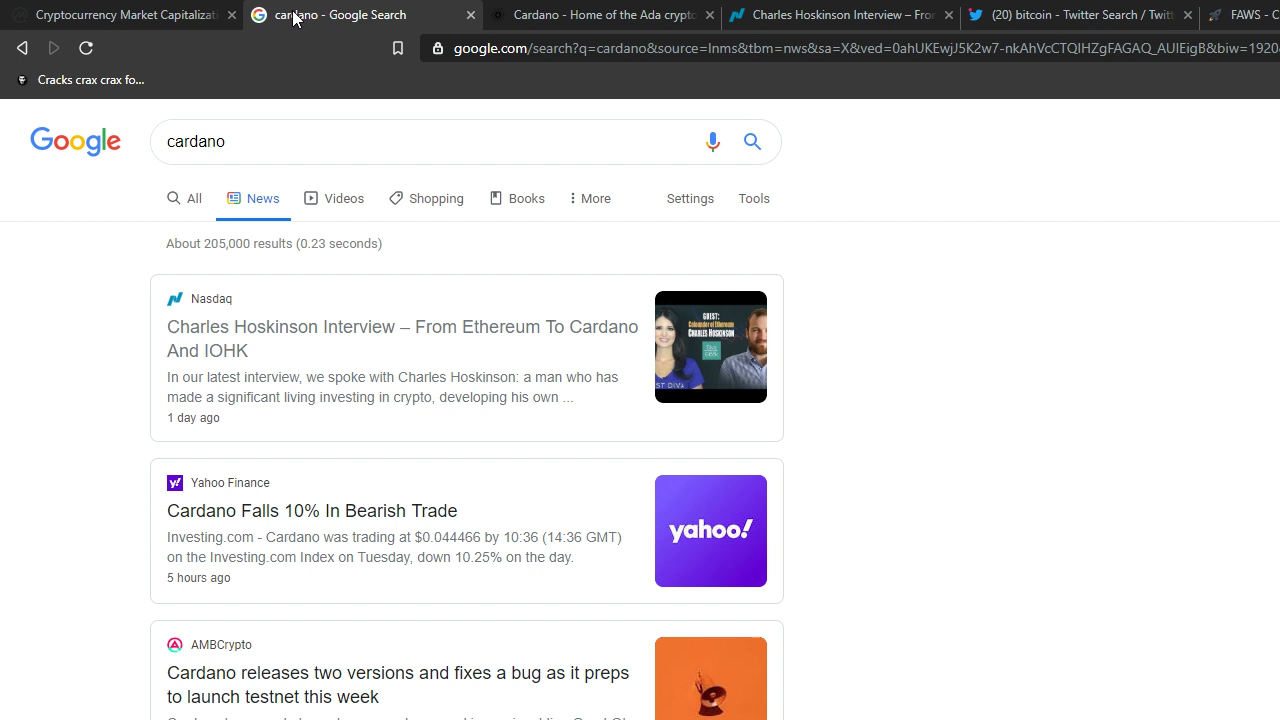 Cryptocurrency Market Capitalizat
cardano - Google Search
Cardano - Home of the Ada crypto
Charles Hoskinson Interview – Fror
(20) bitcoin - Twitter Search / Twitt
FAWS - C
google.com/search?q=cardano&source=lnms&tbm=nws&sa=X&ved=0ahUKEwjJ5K2w7-nkAhVcCTQIHZgFAGAQ_AUIEigB&biw=1920
Cracks crax crax fo...
Google
cardano
All
News
Videos
Shopping
Books
More
Settings
Tools
About 205,000 results (0.23 seconds)
Nasdaq
Charles Hoskinson Interview – From Ethereum To Cardano
And IOHK
In our latest interview, we spoke with Charles Hoskinson: a man who has
made a significant living investing in crypto, developing his own ...
1 day ago
GUEST:
Cofounder of Ethereum
CHARLES HOSKINSON
y!
Yahoo Finance
Cardano Falls 10% In Bearish Trade
Investing.com - Cardano was trading at $0.044466 by 10:36 (14:36 GMT)
on the Investing.com Index on Tuesday, down 10.25% on the day.
5 hours ago
yahoo!
AMBCrypto
Cardano releases two versions and fixes a bug as it preps
to launch testnet this week